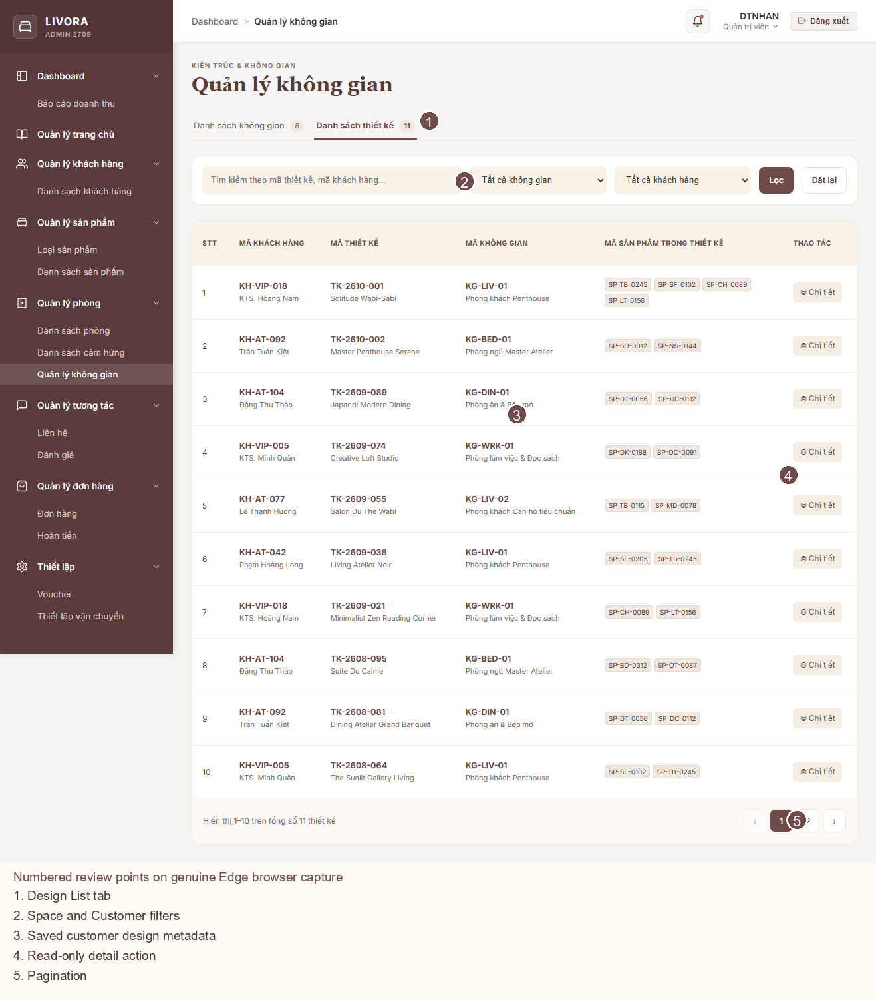 LIVORA
ADMIN 2709
Dashboard
Báo cáo doanh thu
Quản lý trang chủ
Quản lý khách hàng
Danh sách khách hàng
Quản lý sản phẩm
Loại sản phẩm
Danh sách sản phẩm
Quản lý phòng
Danh sách phòng
Danh sách cảm hứng
Quản lý không gian
Quản lý tương tác
Liên hệ
Đánh giá
Quản lý đơn hàng
Đơn hàng
Hoàn tiền
Thiết lập
Voucher
Thiết lập vận chuyển
Dashboard > Quản lý không gian
DTNHAN
Quản trị viên
Đăng xuất
KIẾN TRÚC & KHÔNG GIAN
Quản lý không gian
Danh sách không gian 8 Danh sách thiết kế 11 1
Tìm kiếm theo mã thiết kế, mã khách hàng... 2 Tất cả không gian Tất cả khách hàng Lọc Đặt lại
STT MÃ KHÁCH HÀNG MÃ THIẾT KẾ MÃ KHÔNG GIAN MÃ SẢN PHẨM TRONG THIẾT KẾ THAO TÁC
1 KH-VIP-018 TK-2610-001 KG-LIV-01 SP-TB-0245 SP-SF-0102 SP-CH-0089 Chi tiết
KTS. Hoàng Nam Solitude Wabi-Sabi Phòng khách Penthouse SP-LT-0156
2 KH-AT-092 TK-2610-002 KG-BED-01 SP-BD-0312 SP-NS-0144 Chi tiết
Trần Tuấn Kiệt Master Penthouse Serene Phòng ngủ Master Atelier
3 KH-AT-104 TK-2609-089 KG-DIN-01 SP-DT-0056 SP-DC-0112 Chi tiết
Đặng Thu Thảo Japandi Modern Dining Phòng ăn & mở
3
4 KH-VIP-005 TK-2609-074 KG-WRK-01 SP-DK-0188 SP-OC-0091 Chi tiết
KTS. Minh Quân Creative Loft Studio Phòng làm việc & Đọc sách
4
5 KH-AT-077 TK-2609-055 KG-LIV-02 SP-TB-0115 SP-MD-0078 Chi tiết
Lê Thanh Hương Salon Du Thé Wabi Phòng khách Căn hộ tiêu chuẩn
6 KH-AT-042 TK-2609-038 KG-LIV-01 SP-SF-0205 SP-TB-0245 Chi tiết
Phạm Hoàng Long Living Atelier Noir Phòng khách Penthouse
7 KH-VIP-018 TK-2609-021 KG-WRK-01 SP-CH-0089 SP-LT-0156 Chi tiết
KTS. Hoàng Nam Minimalist Zen Reading Corner Phòng làm việc & Đọc sách
8 KH-AT-104 TK-2608-095 KG-BED-01 SP-BD-0312 SP-OT-0087 Chi tiết
Đặng Thu Thảo Suite Du Calme Phòng ngủ Master Atelier
9 KH-AT-092 TK-2608-081 KG-DIN-01 SP-DT-0056 SP-DC-0112 Chi tiết
Trần Tuấn Kiệt Dining Atelier Grand Banquet Phòng ăn & Bếp mở
10 KH-VIP-005 TK-2608-064 KG-LIV-01 SP-SF-0102 SP-TB-0245 Chi tiết
KTS. Minh Quân The Sunlit Gallery Living Phòng khách Penthouse
Hiển thị 1–10 trên tổng số 11 thiết kế ‹ 1 5 2 ›
Numbered review points on genuine Edge browser capture
1. Design List tab
2. Space and Customer filters
3. Saved customer design metadata
4. Read-only detail action
5. Pagination